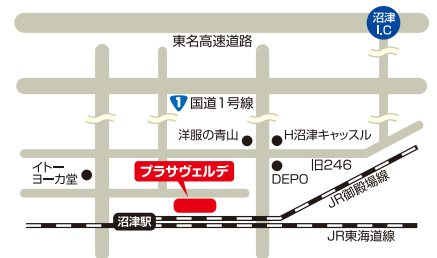 沼津
I.C
東名高速道路
1 国道1号線
洋服の青山
H沼津キャッスル
イトー
ヨーカ堂
プラサヴェルデ
DEPO
旧246
JR御殿場線
沼津駅
JR東海道線